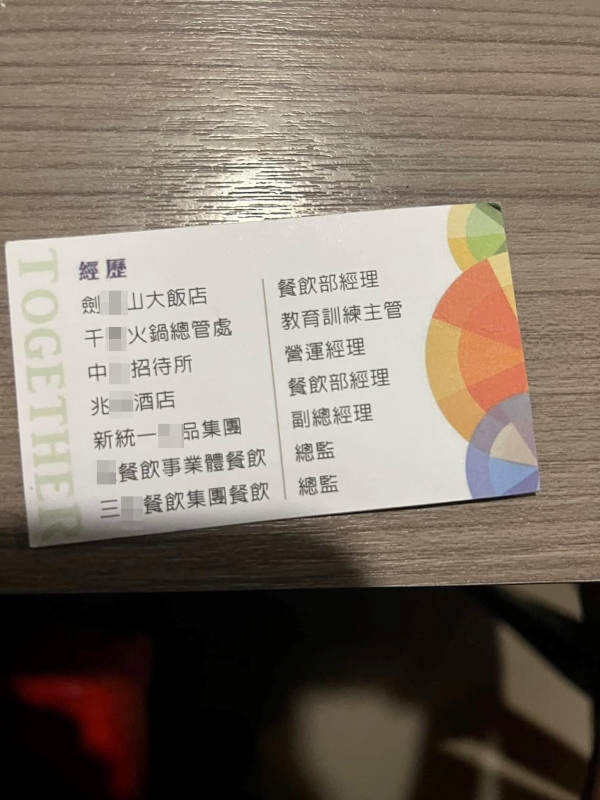 TOGETHER
經歷
劍 山大飯店 餐飲部經理
千 火鍋總管處 教育訓練主管
中 招待所 營運經理
兆 酒店 餐飲部經理
新統一 品集團 副總經理
餐飲事業體餐飲 總監
三 餐飲集團餐飲 總監